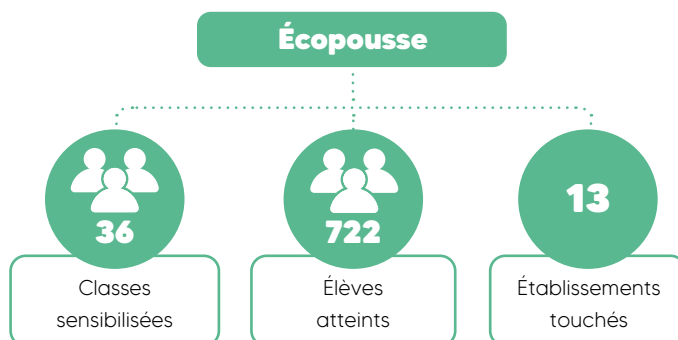 Écopousse
36
722
13
Classes
sensibilisées
Élèves
atteints
Établissements
touchés